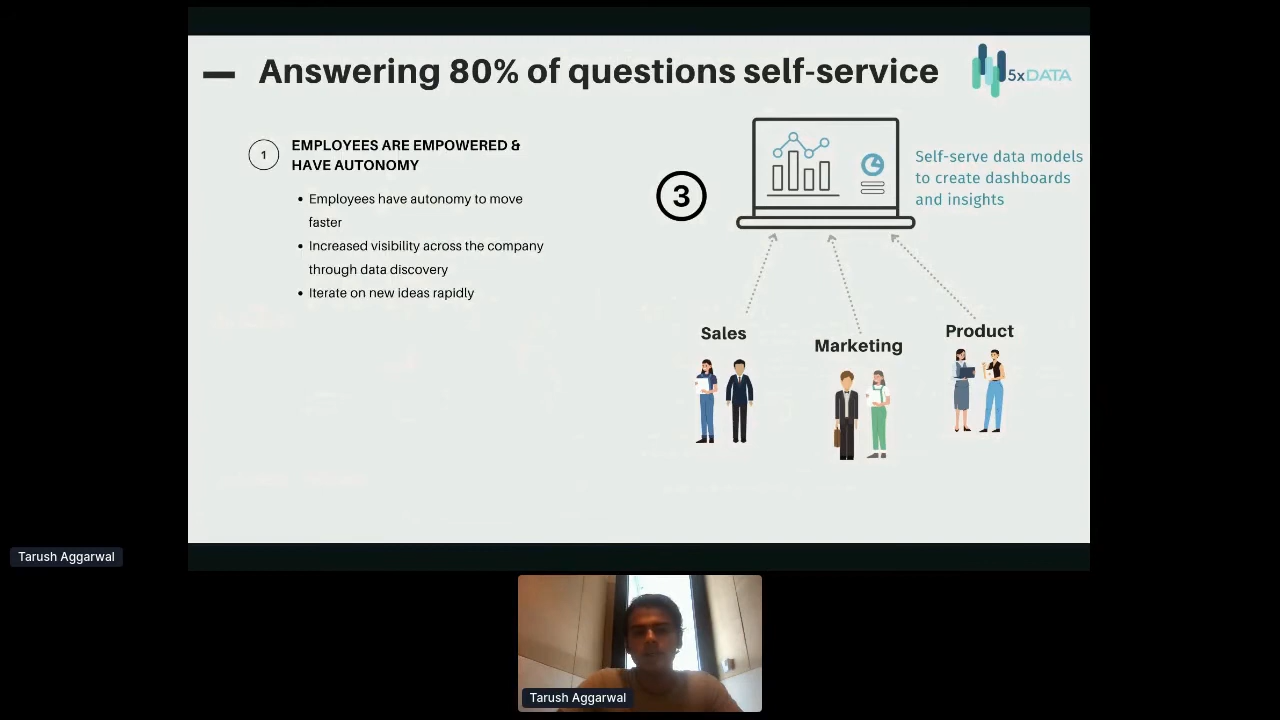 Answering 80% of questions self-service
5xDATA
1
EMPLOYEES ARE EMPOWERED &
HAVE AUTONOMY
Employees have autonomy to move
faster
Increased visibility across the company
through data discovery
Iterate on new ideas rapidly
3
Self-serve data models
to create dashboards
and insights
Sales
Marketing
Product
Tarush Aggarwal
Tarush Aggarwal